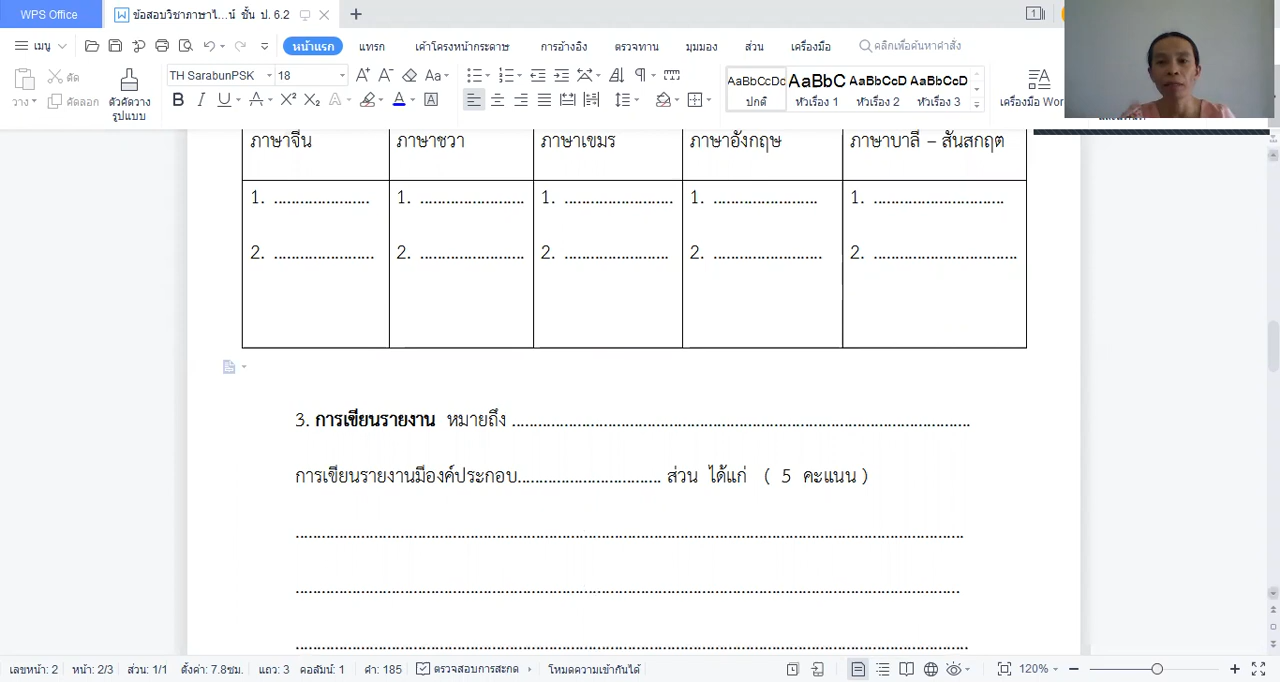 WPS Office
ข้อสอบวิชาภาษาไ...น์ ชั้น ป. 6.2
เมนู
หน้าแรก
แทรก
เค้าโครงหน้ากระดาษ
การอ้างอิง
ตรวจทาน
มุมมอง
ส่วน
เครื่องมือ
คลิกเพื่อค้นหาคำสั่ง
วาง
ตัด
คัดลอก
ตัวคัดวางรูปแบบ
TH SarabunPSK 18
AaBbCcDc AaBbC AaBbCcD AaBbCcD
ปกติ หัวเรื่อง 1 หัวเรื่อง 2 หัวเรื่อง 3
เครื่องมือ Wor
ภาษาจีน ภาษาชวา ภาษาเขมร ภาษาอังกฤษ ภาษาบาลี – สันสกฤต
1. ...................... 1. ........................ 1. ......................... 1. ........................ 1. ..............................
2. ....................... 2. ........................ 2. ........................ 2. ......................... 2. .................................
3. การเขียนรายงาน หมายถึง ..........................................................................................................
การเขียนรายงานมีองค์ประกอบ................................. ส่วน ได้แก่ ( 5 คะแนน )
..........................................................................................................................................................
.........................................................................................................................................................
...........................................................................................................................................................
เลขหน้า: 2 หน้า: 2/3 ส่วน: 1/1 ตั้งค่า: 7.8ซม. แถว: 3 คอลัมน์: 1 คำ: 185 ตรวจสอบการสะกด โหมดความเข้ากันได้ 120%